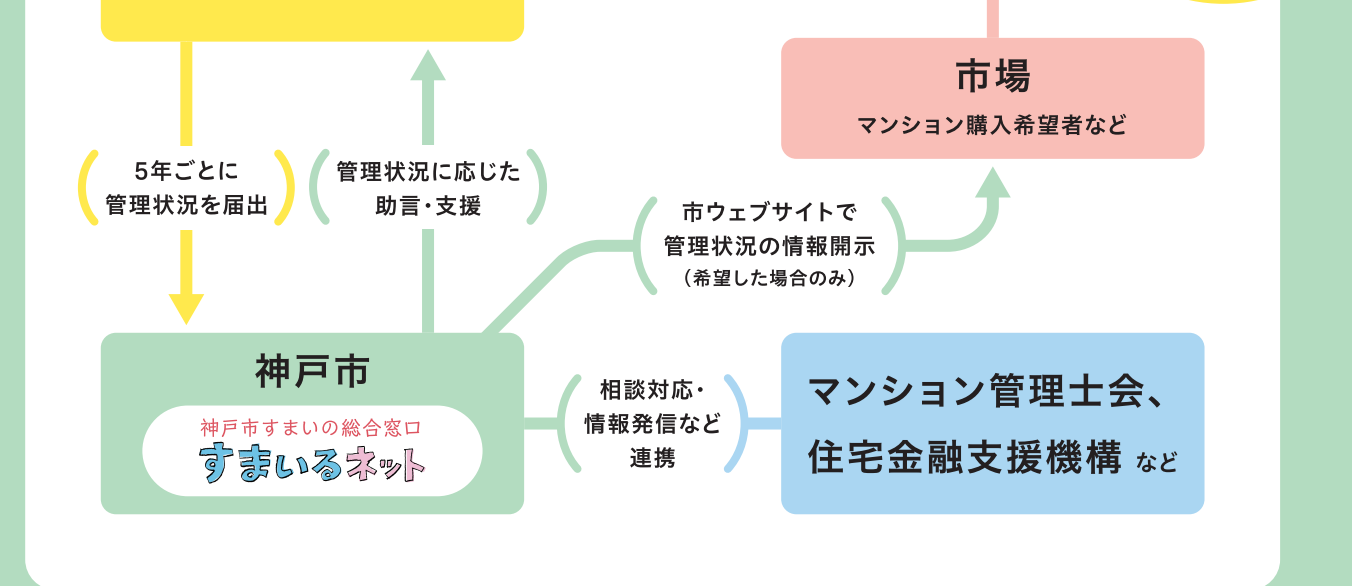 市場
マンション購入希望者など
5年ごとに
管理状況を届出
管理状況に応じた
助言・支援
市ウェブサイトで
管理状況の情報開示
（希望した場合のみ）
神戸市
神戸市すまいの総合窓口
すまいるネット
相談対応・
情報発信など
連携
マンション管理士会、
住宅金融支援機構 など